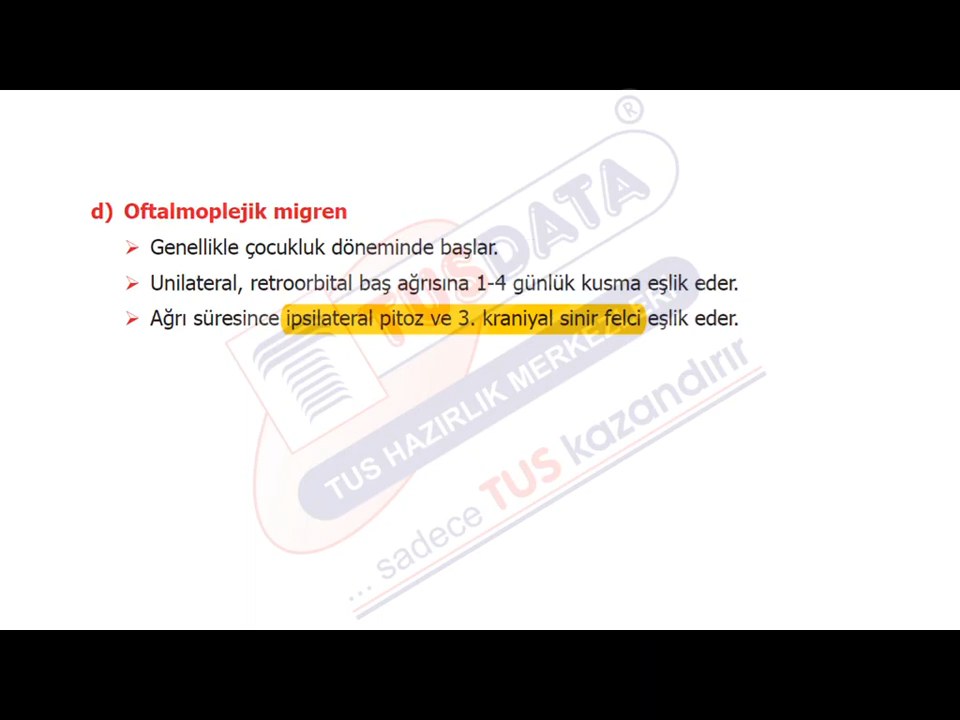 ®
TUSDATA
d) Oftalmoplejik migren
➢ Genellikle çocukluk döneminde başlar.
➢ Unilateral, retroorbital baş ağrısına 1-4 günlük kusma eşlik eder.
➢ Ağrı süresince ipsilateral pitoz ve 3. kraniyal sinir felci eşlik eder.
TUS HAZIRLIK MERKEZLERİ
... sadece TUS kazandırır